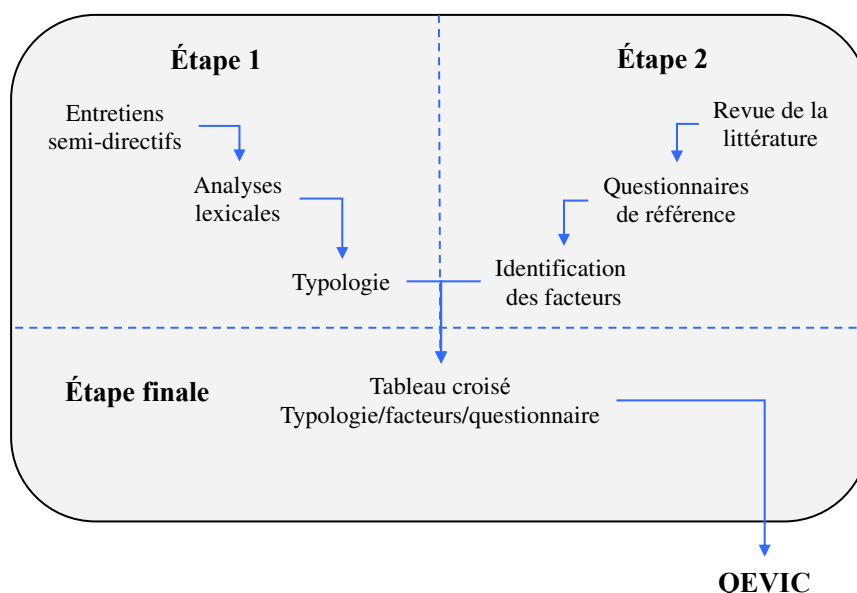 Étape 1
Entretiens
semi-directifs
Analyses
lexicales
Typologie
Étape 2
Revue de la
littérature
Questionnaires
de référence
Identification
des facteurs
Étape finale
Tableau croisé
Typologie/facteurs/questionnaire
QEVIC